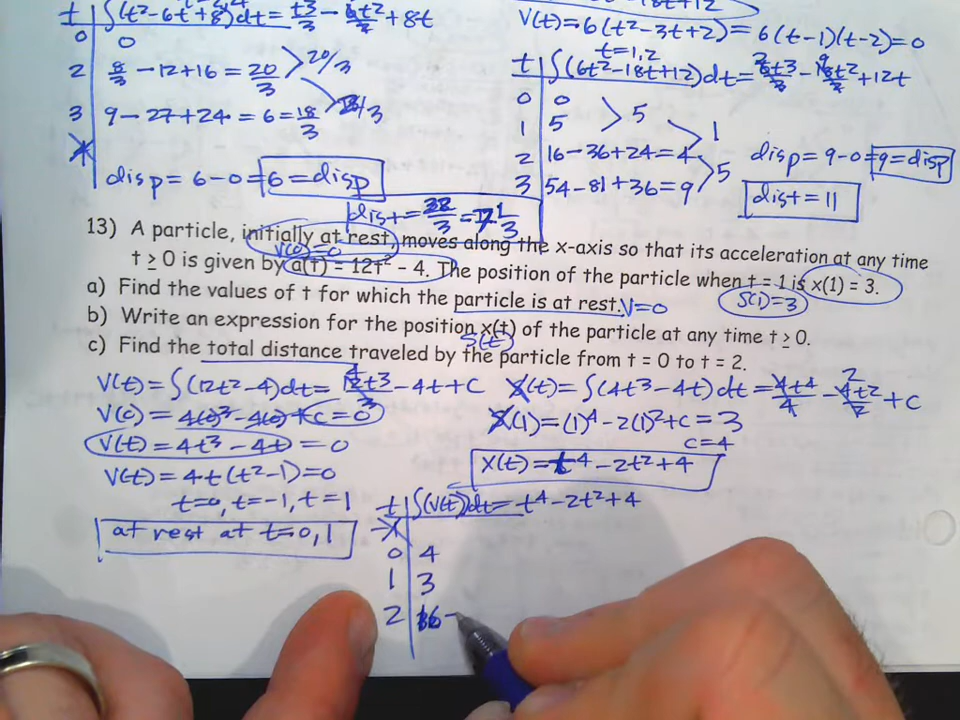 t | ∫(t²-6t+8)dt = t³/3 - 6t²/2 + 8t
0 | 0
2 | 8/3 - 12 + 16 = 20/3 > 20/3
3 | 9 - 27 + 24 = 6 = 18/3
disp = 6-0 = 6 = disp
dist = 22/3 = 7 1/3
V(t) = 6(t²-3t+2) = 6(t-1)(t-2) = 0
t=1,2
t | ∫(6t²-18t+12)dt = 6t³/3 - 18t²/2 + 12t
0 | 0
1 | 5 > 5
2 | 16-36+24 = 4 > 1
3 | 54-81+36 = 9 > 5
disp = 9-0 = 9 = disp
dist = 11
13) A particle, initially at rest, moves along the x-axis so that its acceleration at any time
V(0)=0
t ≥ 0 is given by a(t) = 12t² – 4. The position of the particle when t = 1 is x(1) = 3.
a) Find the values of t for which the particle is at rest. V=0
S(1)=3
b) Write an expression for the position x(t) of the particle at any time t ≥ 0.
S(t)
c) Find the total distance traveled by the particle from t = 0 to t = 2.
V(t) = ∫(12t²-4)dt = 12t³/3 - 4t + C
V(0) = 4(0)³ - 4(0) + C = 0
V(t) = 4t³ - 4t = 0
V(t) = 4t(t²-1) = 0
t=0, t=-1, t=1
at rest at t=0,1
X(t) = ∫(4t³-4t)dt = 4t⁴/4 - 4t²/2 + C
X(1) = (1)⁴ - 2(1)² + C = 3
C=4
X(t) = t⁴ - 2t² + 4
t | ∫(V(t))dt = t⁴ - 2t² + 4
0 | 4
1 | 3
2 | 16 -